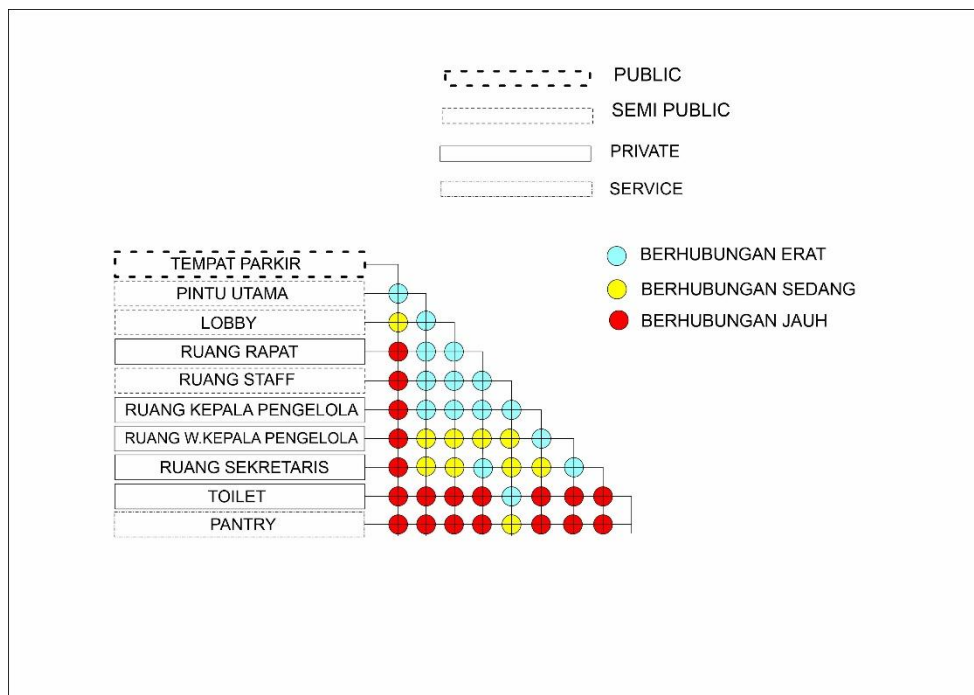 PUBLIC
SEMI PUBLIC
PRIVATE
SERVICE
BERHUBUNGAN ERAT
BERHUBUNGAN SEDANG
BERHUBUNGAN JAUH
TEMPAT PARKIR
PINTU UTAMA
LOBBY
RUANG RAPAT
RUANG STAFF
RUANG KEPALA PENGELOLA
RUANG W.KEPALA PENGELOLA
RUANG SEKRETARIS
TOILET
PANTRY